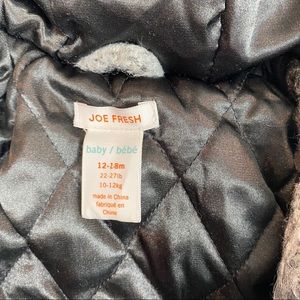 JOE FRESH
baby / bébé
12-18m
22-27lb
10-12kg
made in China
fabriqué en
Chine